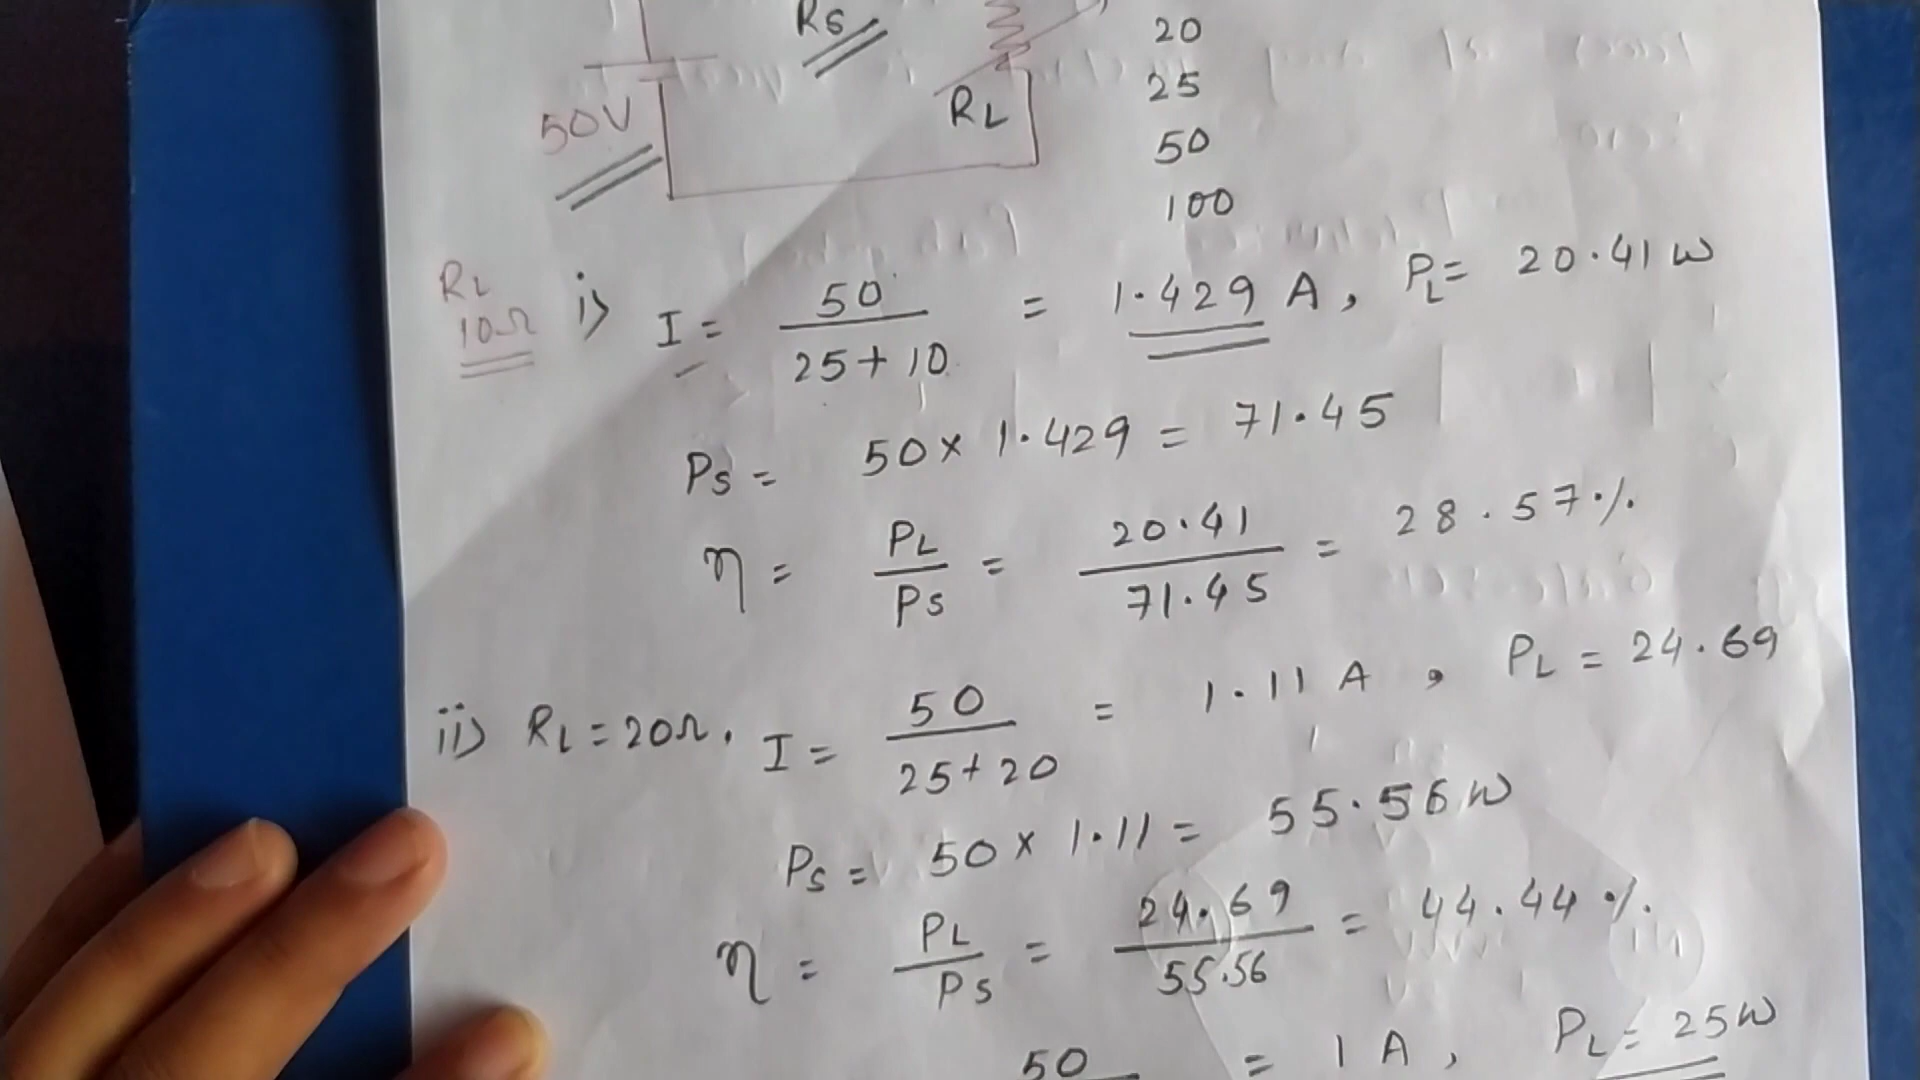 Rs
20
25
50V
RL
50
100
RL
10Ω
i) I = 50 / 25+10 = 1.429 A, PL = 20.41 W
Ps = 50 × 1.429 = 71.45
η = PL / Ps = 20.41 / 71.45 = 28.57%
ii) RL = 20Ω. I = 50 / 25+20 = 1.11 A, PL = 24.69
Ps = 50 × 1.11 = 55.56 W
η = PL / Ps = 24.69 / 55.56 = 44.44 %
50 = 1 A, PL = 25 W